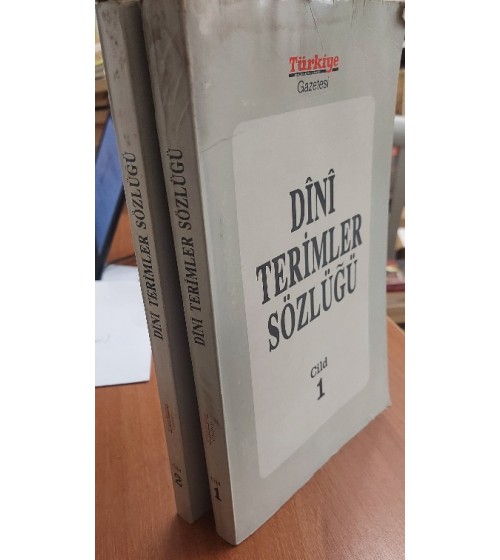 Türkiye
Gazetesi
DÎNÎ
TERİMLER
SÖZLÜĞÜ
Cild
1
DÎNÎ TERİMLER SÖZLÜĞÜ
1
DÎNÎ TERİMLER SÖZLÜĞÜ
2